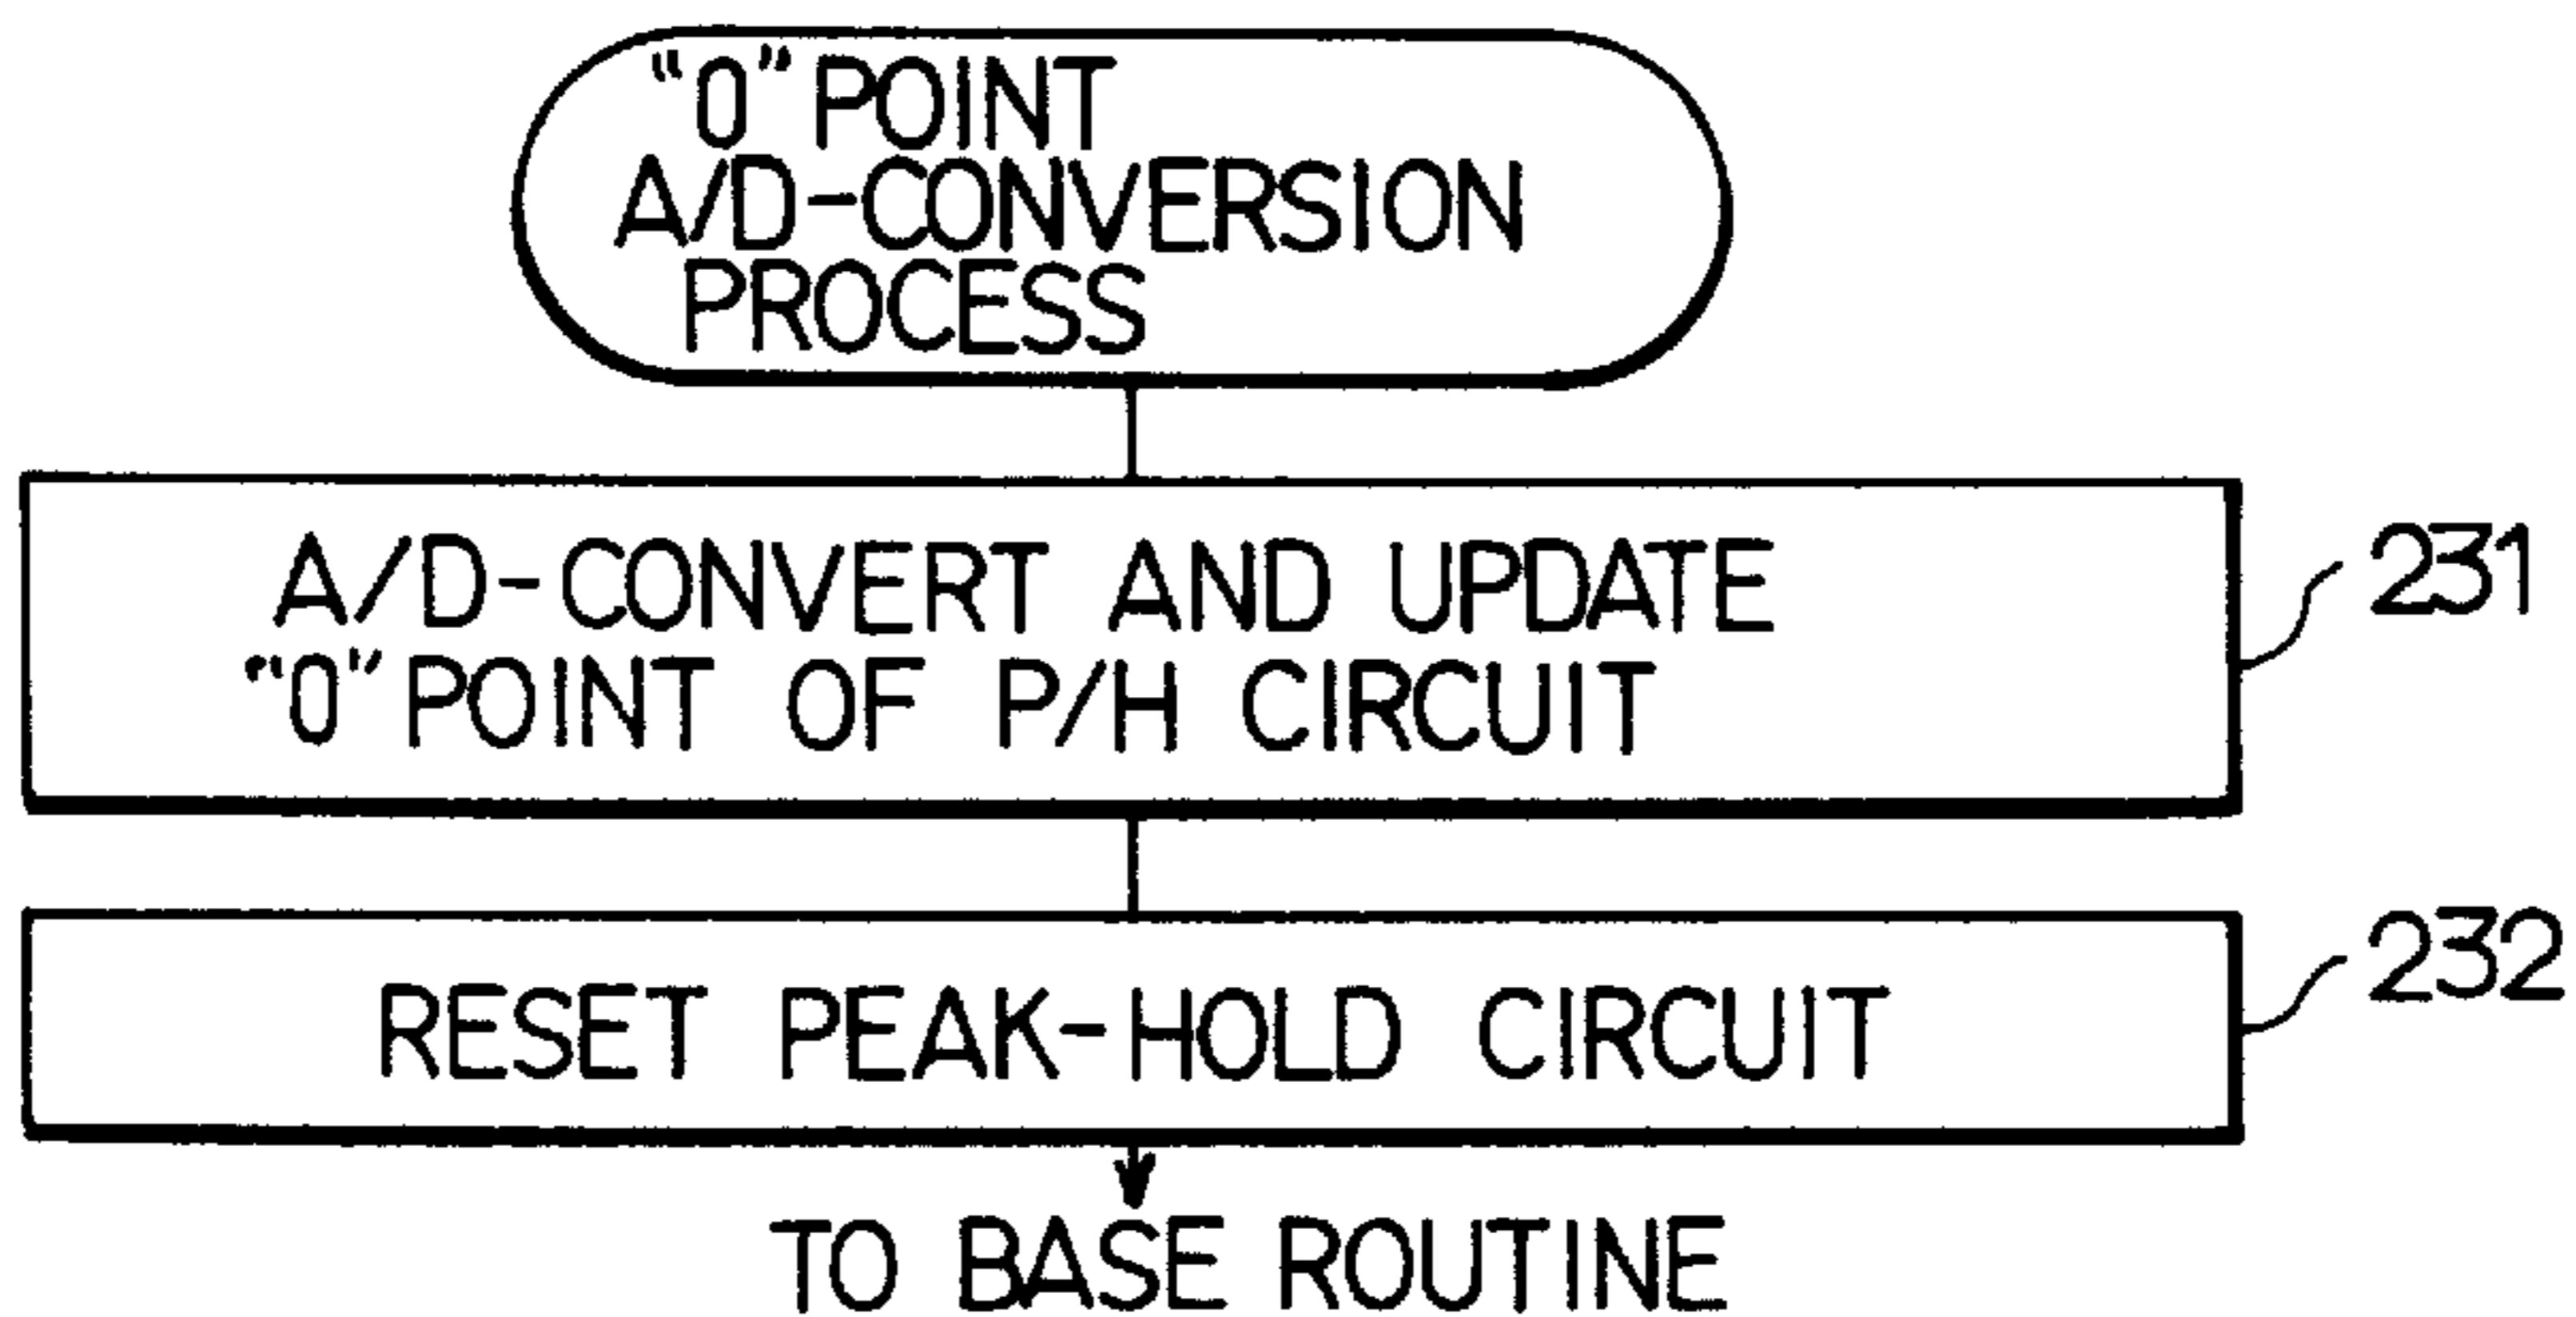 “0” POINT
A/D-CONVERSION
PROCESS
A/D-CONVERT AND UPDATE
“0” POINT OF P/H CIRCUIT
231
RESET PEAK-HOLD CIRCUIT
232
TO BASE ROUTINE